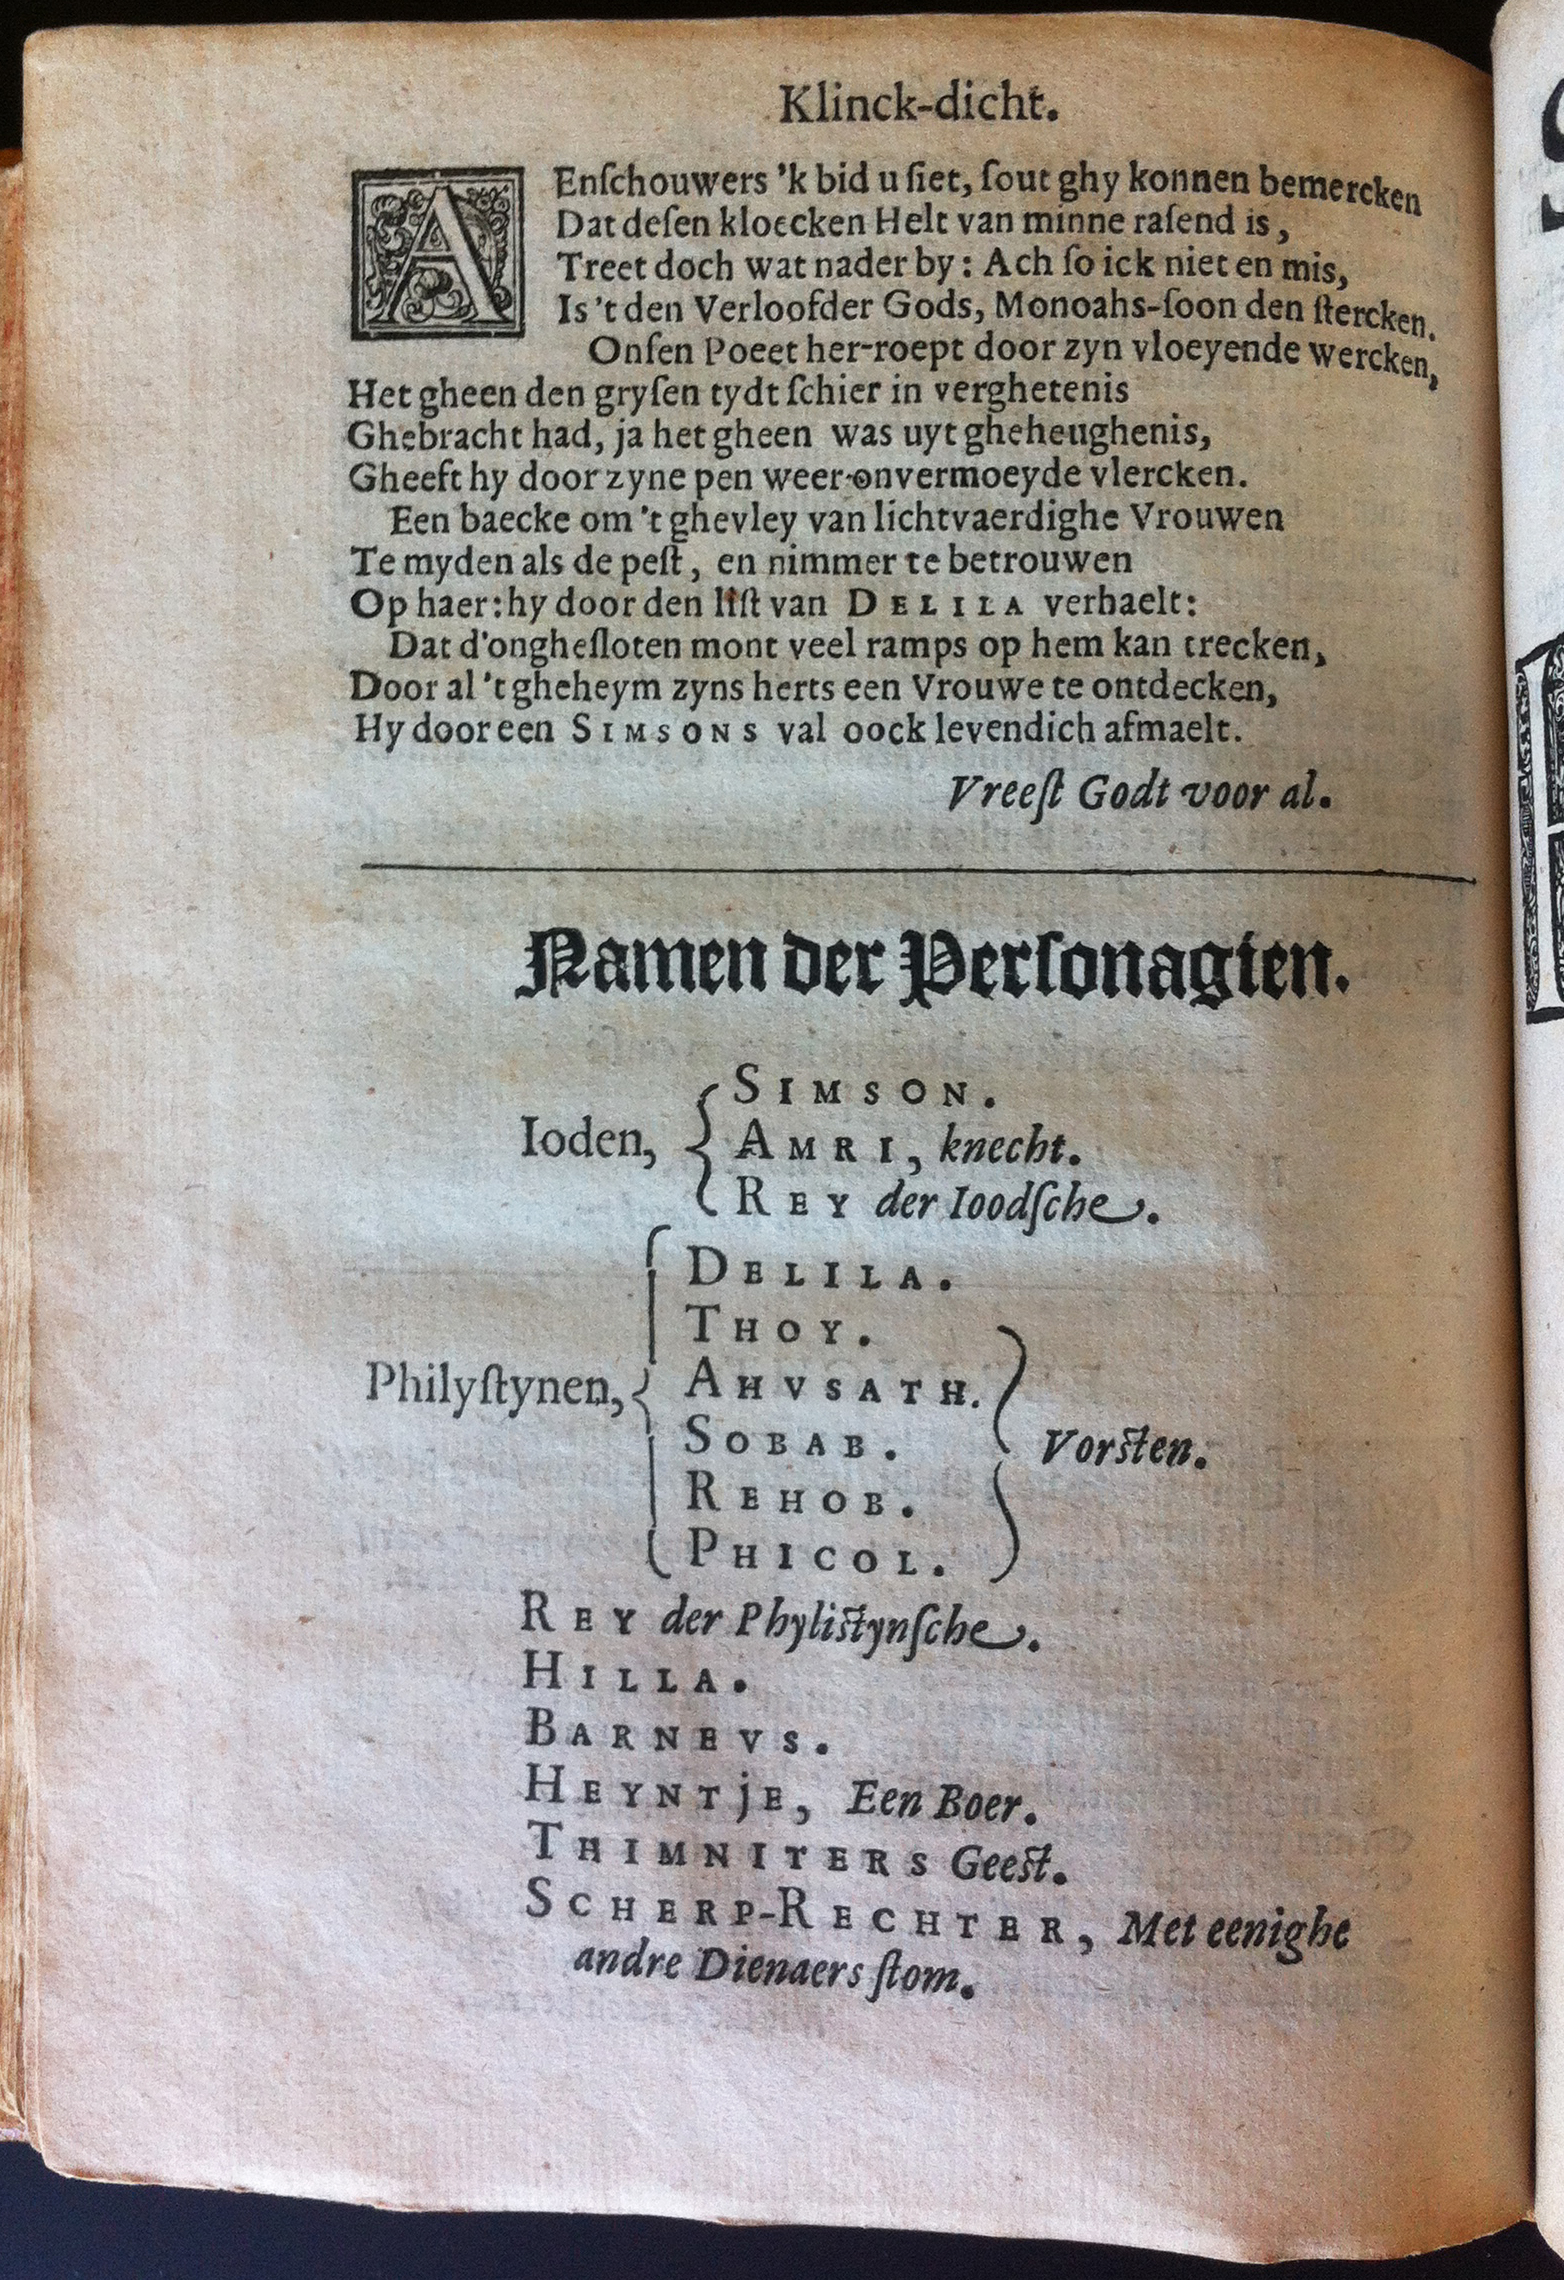 Klinck-dicht.
AEnſchouwers 'k bid u ſiet, ſout ghy konnen bemercken
Dat deſen kloecken Helt van minne raſend is,
Treet doch wat nader by: Ach ſo ick niet en mis,
Is 't den Verloofder Gods, Monoahs-ſoon den ſtercken.
Onſen Poeet her-roept door zyn vloeyende wercken,
Het gheen den gryſen tydt ſchier in verghetenis
Ghebracht had, ja het gheen was uyt gheheughenis,
Gheeft hy door zyne pen weer-onvermoeyde vlercken.
Een baecke om 't ghevley van lichtvaerdighe Vrouwen
Te myden als de peſt, en nimmer te betrouwen
Op haer: hy door den liſt van DELILA verhaelt:
Dat d'ongheſloten mont veel ramps op hem kan trecken,
Door al 't gheheym zyns herts een Vrouwe te ontdecken,
Hy door een SIMSONS val oock levendich afmaelt.
Vreeſt Godt voor al.
Namen der Perſonagien.
SIMSON.
Ioden, AMRI, knecht.
REY der Ioodſche.
DELILA.
THOY.
Philyſtynen, AHVSATH.
SOBAB. Vorſten.
REHOB.
PHICOL.
REY der Phyliſtynſche.
HILLA.
BARNEVS.
HEYNTjE, Een Boer.
THIMNITERS Geeſt.
SCHERP-RECHTER, Met eenighe
andre Dienaers ſtom.